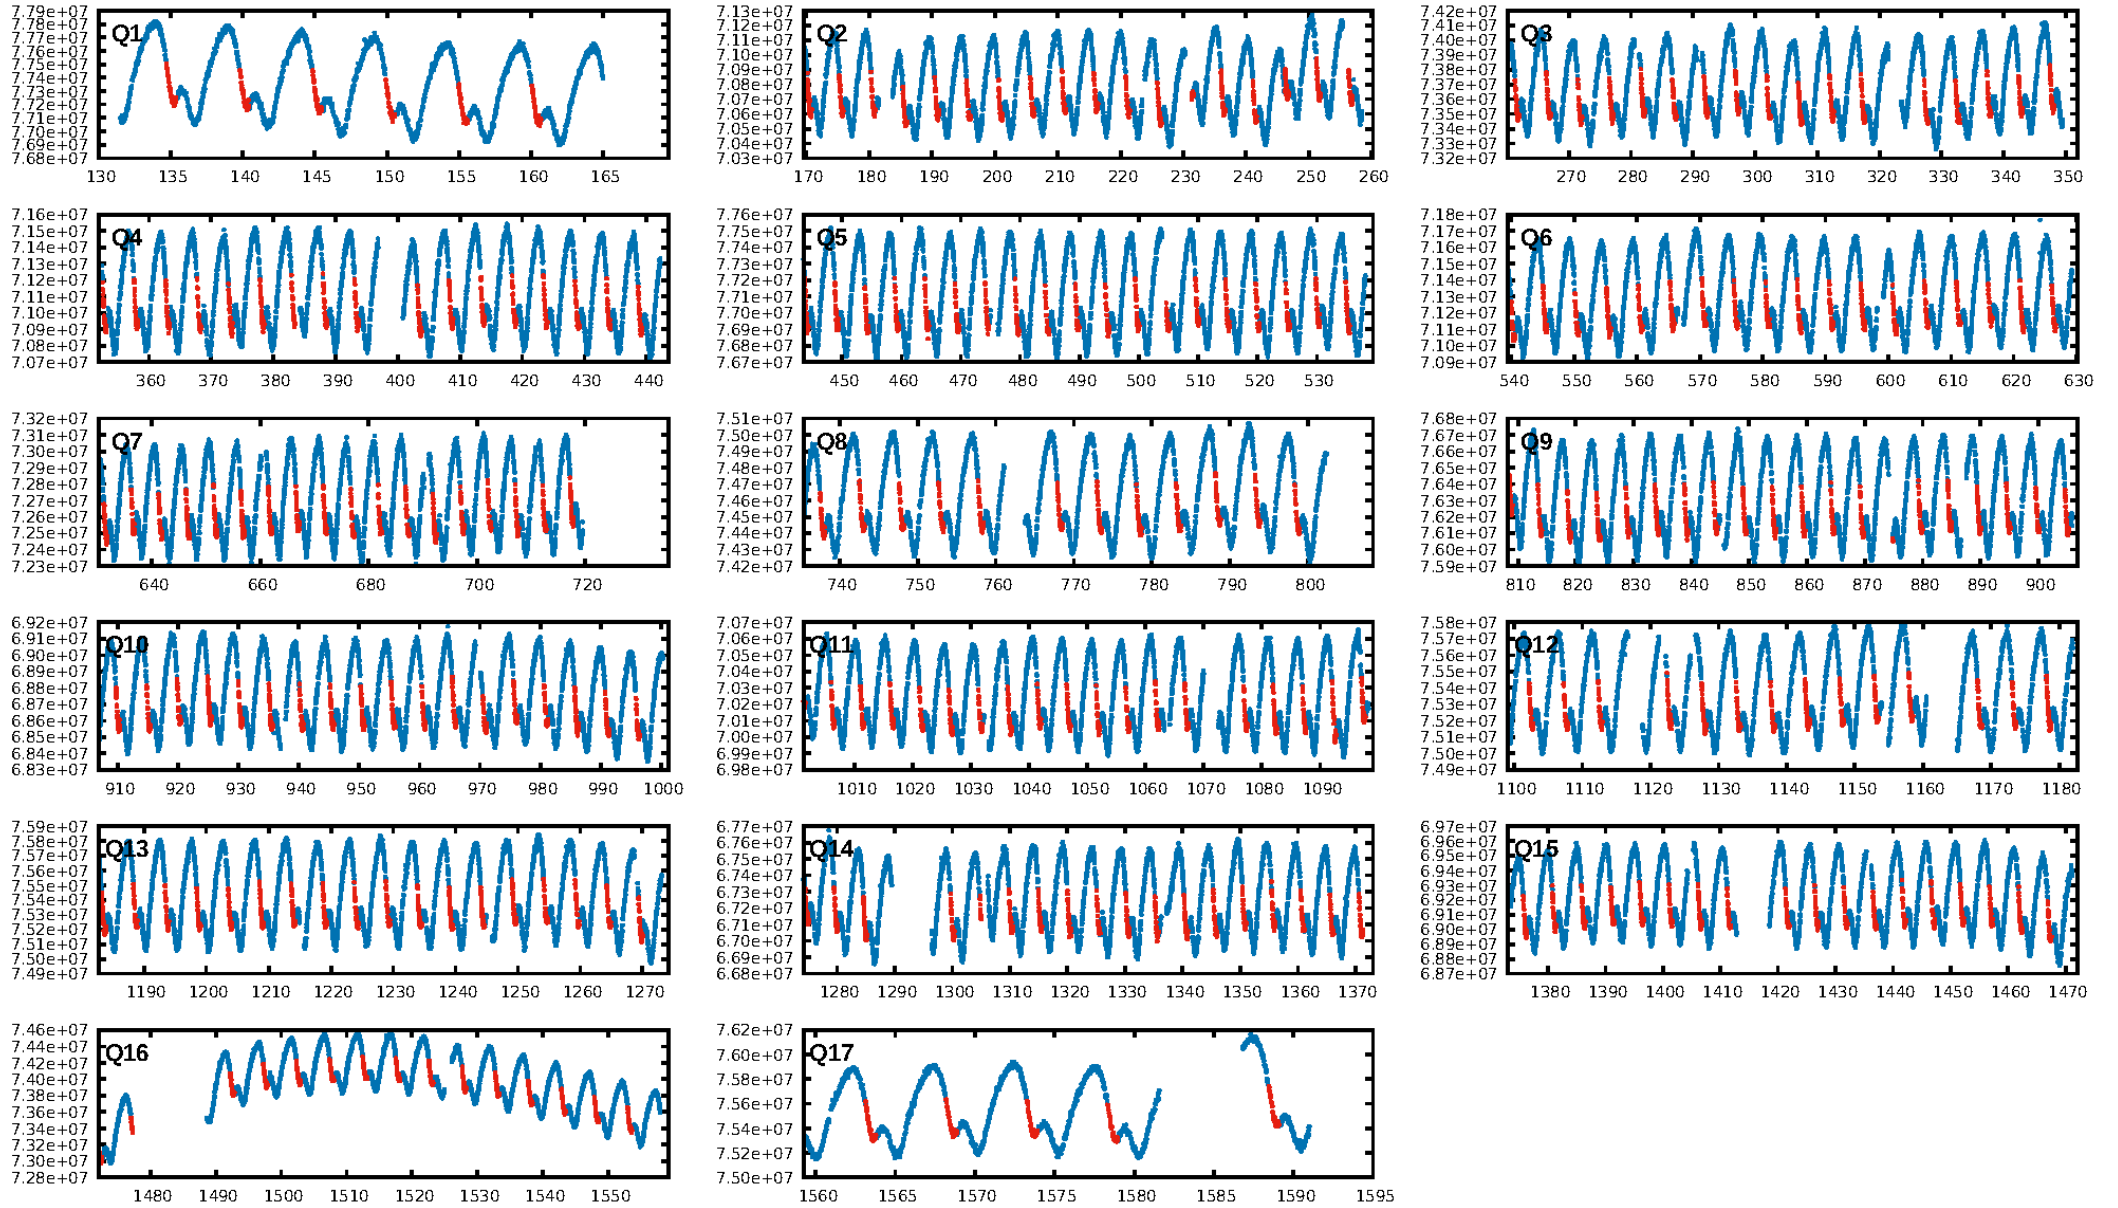 7.79e+07 7.78e+07 7.77e+07 7.76e+07 7.75e+07 7.74e+07 7.73e+07 7.72e+07 7.71e+07 7.70e+07 7.69e+07 7.68e+07
Q1
130 135 140 145 150 155 160 165
7.13e+07 7.12e+07 7.11e+07 7.10e+07 7.09e+07 7.08e+07 7.07e+07 7.06e+07 7.05e+07 7.04e+07 7.03e+07
Q2
170 180 190 200 210 220 230 240 250 260
7.42e+07 7.41e+07 7.40e+07 7.39e+07 7.38e+07 7.37e+07 7.36e+07 7.35e+07 7.34e+07 7.33e+07 7.32e+07
Q3
270 280 290 300 310 320 330 340 350
7.16e+07 7.15e+07 7.14e+07 7.13e+07 7.12e+07 7.11e+07 7.10e+07 7.09e+07 7.08e+07 7.07e+07
Q4
360 370 380 390 400 410 420 430 440
7.76e+07 7.75e+07 7.74e+07 7.73e+07 7.72e+07 7.71e+07 7.70e+07 7.69e+07 7.68e+07 7.67e+07
Q5
450 460 470 480 490 500 510 520 530
7.18e+07 7.17e+07 7.16e+07 7.15e+07 7.14e+07 7.13e+07 7.12e+07 7.11e+07 7.10e+07 7.09e+07
Q6
540 550 560 570 580 590 600 610 620 630
7.32e+07 7.31e+07 7.30e+07 7.29e+07 7.28e+07 7.27e+07 7.26e+07 7.25e+07 7.24e+07 7.23e+07
Q7
640 660 680 700 720
7.51e+07 7.50e+07 7.49e+07 7.48e+07 7.47e+07 7.46e+07 7.45e+07 7.44e+07 7.43e+07 7.42e+07
Q8
740 750 760 770 780 790 800
7.68e+07 7.67e+07 7.66e+07 7.65e+07 7.64e+07 7.63e+07 7.62e+07 7.61e+07 7.60e+07 7.59e+07
Q9
810 820 830 840 850 860 870 880 890 900
6.92e+07 6.91e+07 6.90e+07 6.89e+07 6.88e+07 6.87e+07 6.86e+07 6.85e+07 6.84e+07 6.83e+07
Q10
910 920 930 940 950 960 970 980 990 1000
7.07e+07 7.06e+07 7.05e+07 7.04e+07 7.03e+07 7.02e+07 7.01e+07 7.00e+07 6.99e+07 6.98e+07
Q11
1010 1020 1030 1040 1050 1060 1070 1080 1090
7.58e+07 7.57e+07 7.56e+07 7.55e+07 7.54e+07 7.53e+07 7.52e+07 7.51e+07 7.50e+07 7.49e+07
Q12
1100 1110 1120 1130 1140 1150 1160 1170 1180
7.59e+07 7.58e+07 7.57e+07 7.56e+07 7.55e+07 7.54e+07 7.53e+07 7.52e+07 7.51e+07 7.50e+07 7.49e+07
Q13
1190 1200 1210 1220 1230 1240 1250 1260 1270
6.77e+07 6.76e+07 6.75e+07 6.74e+07 6.73e+07 6.72e+07 6.71e+07 6.70e+07 6.69e+07 6.68e+07
Q14
1280 1290 1300 1310 1320 1330 1340 1350 1360 1370
6.97e+07 6.96e+07 6.95e+07 6.94e+07 6.93e+07 6.92e+07 6.91e+07 6.90e+07 6.89e+07 6.88e+07 6.87e+07
Q15
1380 1390 1400 1410 1420 1430 1440 1450 1460 1470
7.46e+07 7.44e+07 7.42e+07 7.40e+07 7.38e+07 7.36e+07 7.34e+07 7.32e+07 7.30e+07 7.28e+07
Q16
1480 1490 1500 1510 1520 1530 1540 1550
7.62e+07 7.60e+07 7.58e+07 7.56e+07 7.54e+07 7.52e+07 7.50e+07
Q17
1560 1565 1570 1575 1580 1585 1590 1595